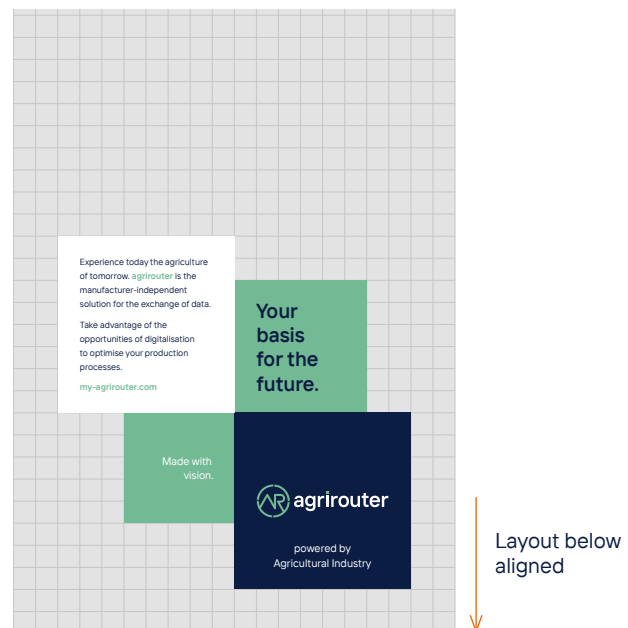 Experience today the agriculture
of tomorrow. agrirouter is the
manufacturer-independent
solution for the exchange of data.
Take advantage of the
opportunities of digitalisation
to optimise your production
processes.
my-agrirouter.com
Your
basis
for the
future.
Made with
vision.
AR agrirouter
powered by
Agricultural Industry
Layout below
aligned